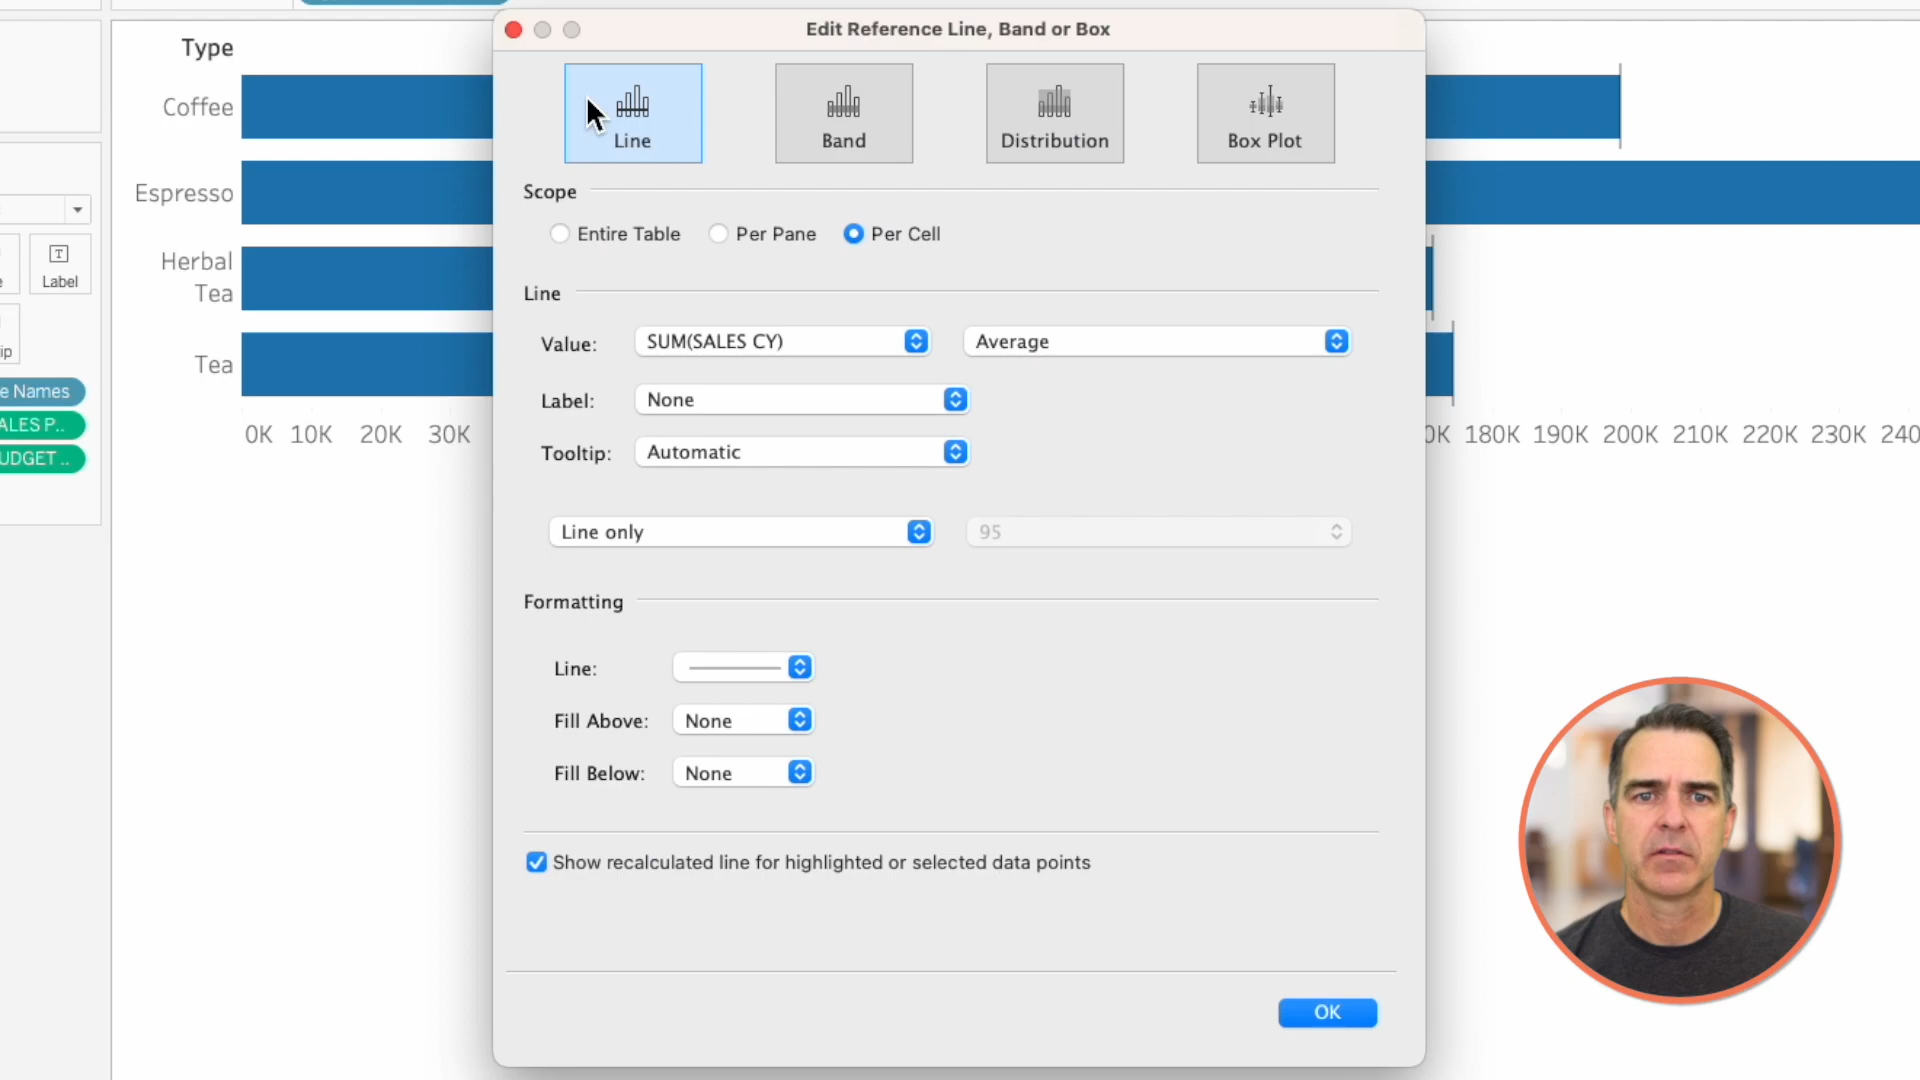 Edit Reference Line, Band or Box
Type
Coffee
Espresso
Herbal
Tea
Tea
0K 10K 20K 30K
0K 180K 190K 200K 210K 220K 230K 240
Label
e
ip
e Names
ALES P..
UDGET ..
Line
Band
Distribution
Box Plot
Scope
Entire Table
Per Pane
Per Cell
Line
Value: SUM(SALES CY) Average
Label: None
Tooltip: Automatic
Line only 95
Formatting
Line:
Fill Above: None
Fill Below: None
Show recalculated line for highlighted or selected data points
OK